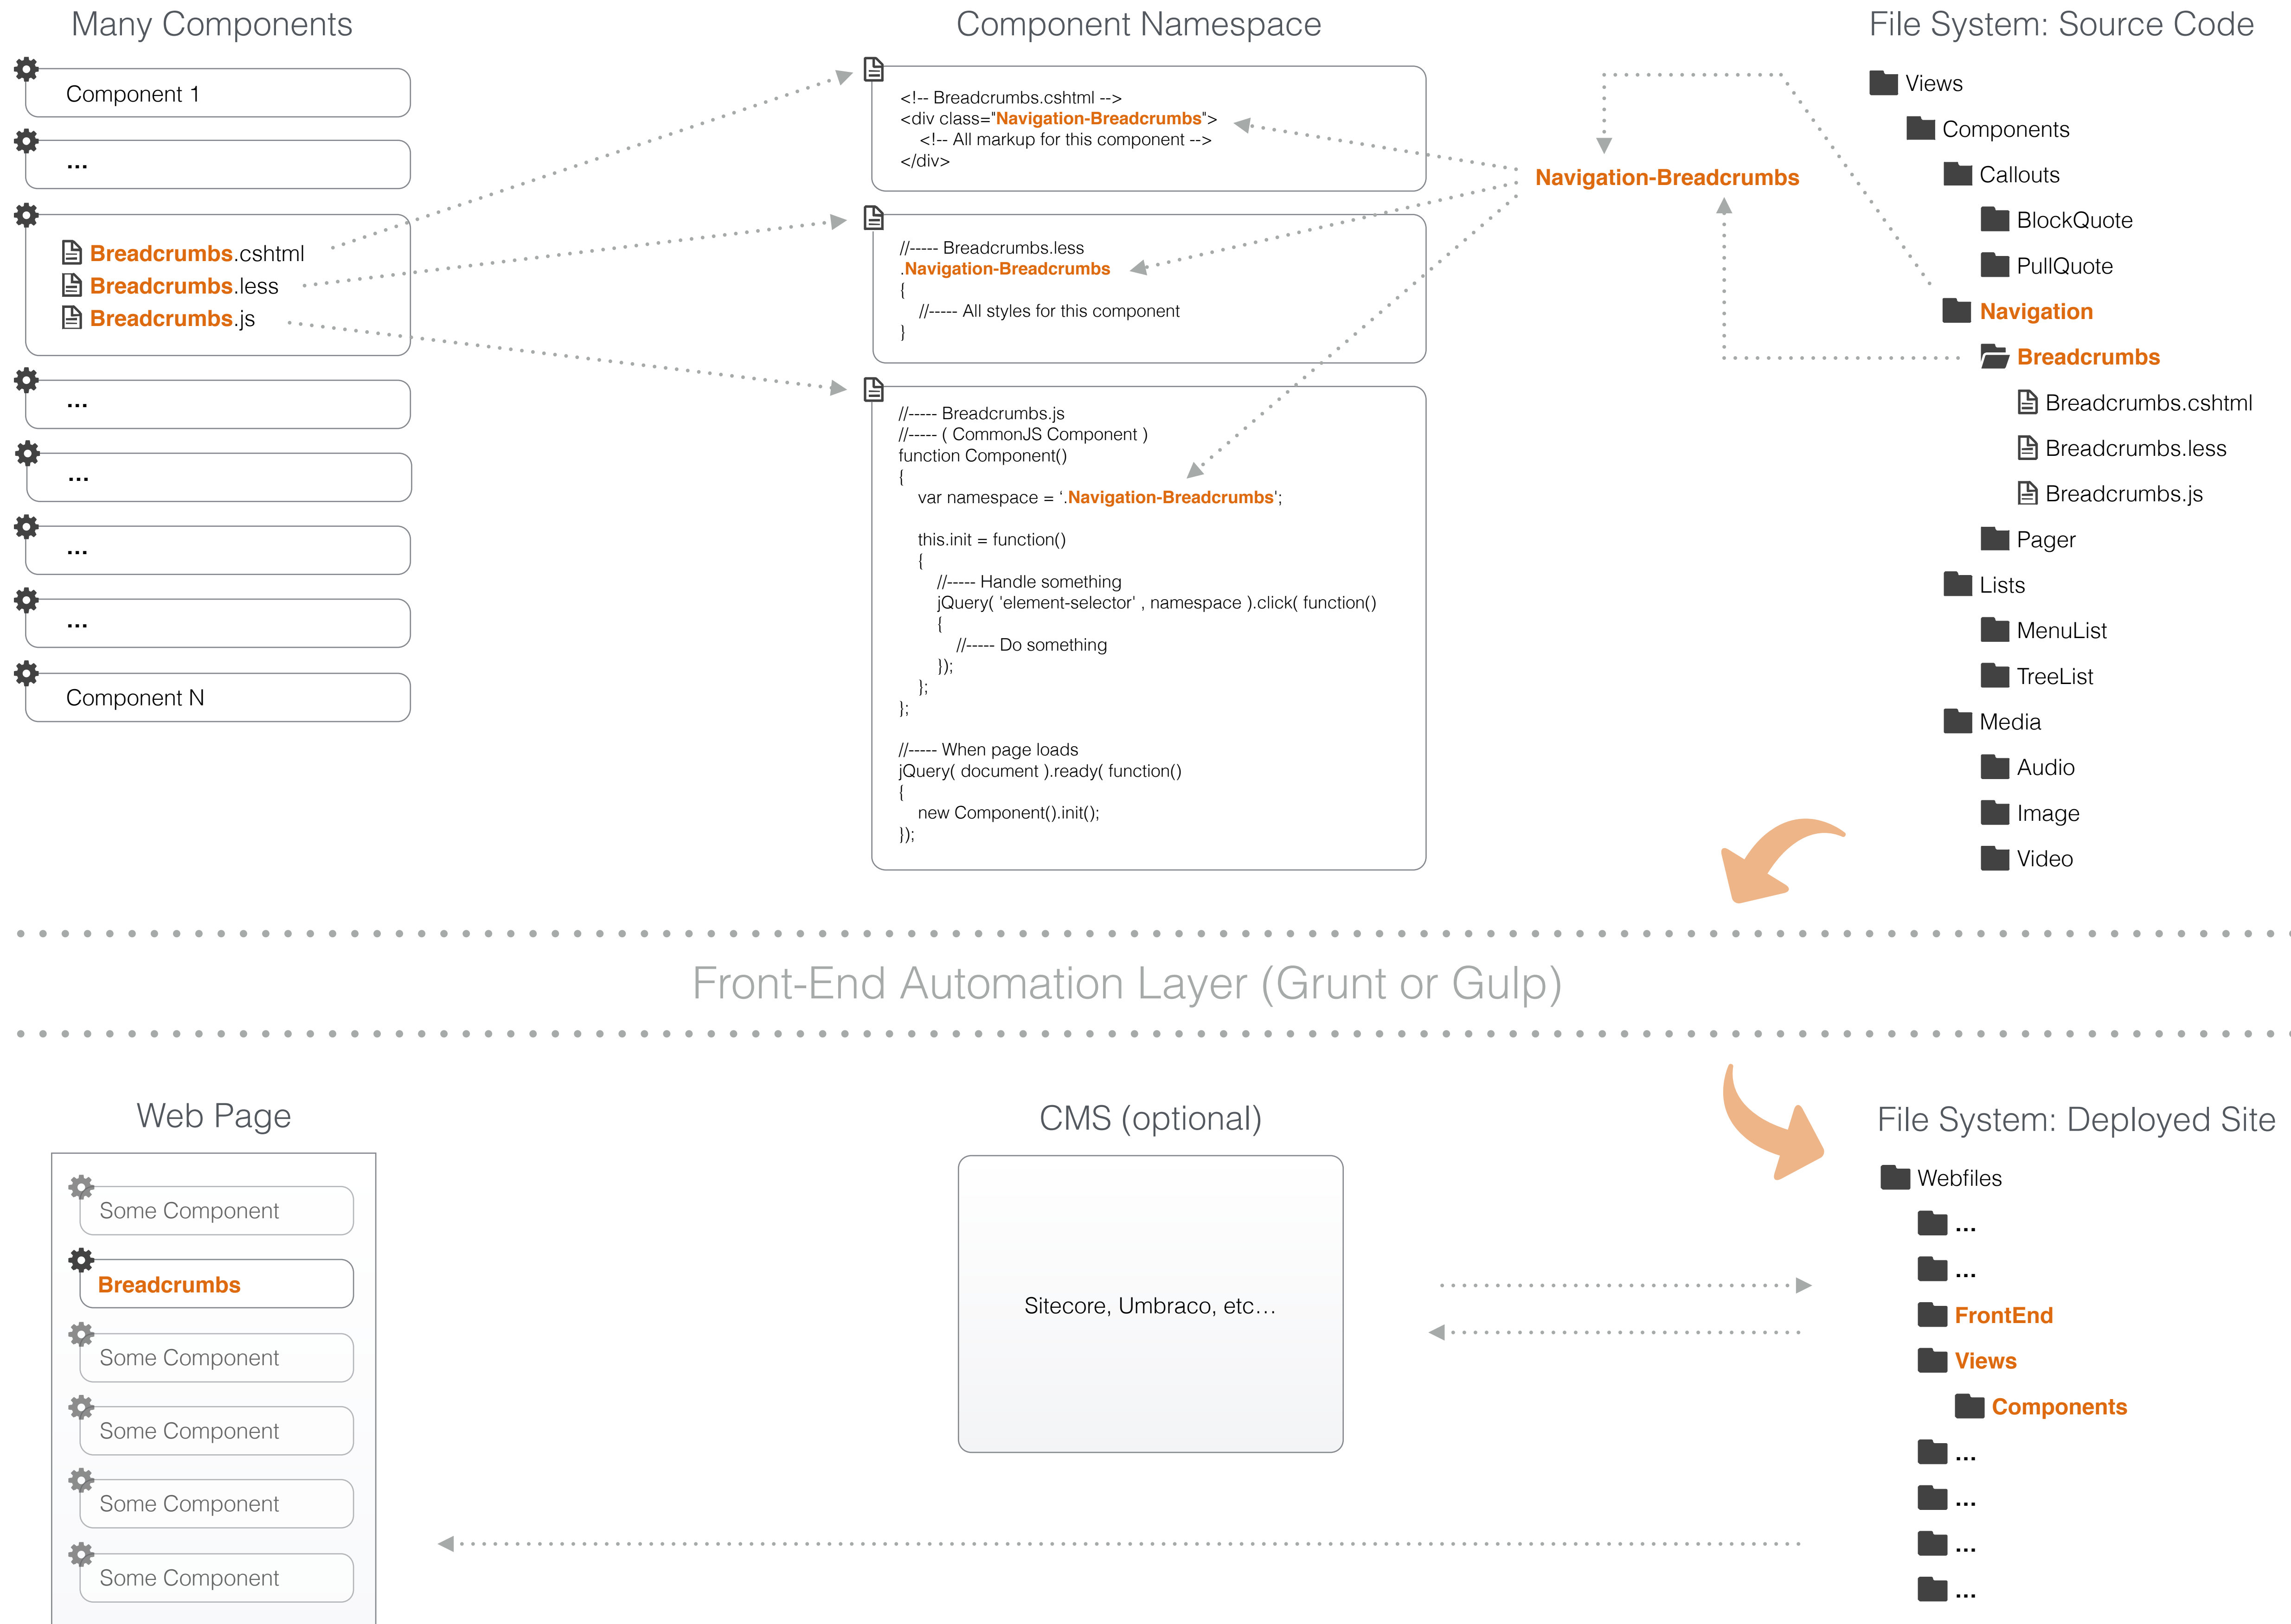 Many Components
Component 1
...
Breadcrumbs.cshtml
Breadcrumbs.less
Breadcrumbs.js
...
...
...
...
Component N
Component Namespace
<!-- Breadcrumbs.cshtml -->
<div class="Navigation-Breadcrumbs">
<!-- All markup for this component -->
</div>
//----- Breadcrumbs.less
.Navigation-Breadcrumbs
{
//----- All styles for this component
}
//----- Breadcrumbs.js
//----- ( CommonJS Component )
function Component()
{
var namespace = ‘.Navigation-Breadcrumbs';
this.init = function()
{
//----- Handle something
jQuery( 'element-selector' , namespace ).click( function()
{
//----- Do something
});
};
};
//----- When page loads
jQuery( document ).ready( function()
{
new Component().init();
});
Navigation-Breadcrumbs
File System: Source Code
Views
Components
Callouts
BlockQuote
PullQuote
Navigation
Breadcrumbs
Breadcrumbs.cshtml
Breadcrumbs.less
Breadcrumbs.js
Pager
Lists
MenuList
TreeList
Media
Audio
Image
Video
Front-End Automation Layer (Grunt or Gulp)
Web Page
Some Component
Breadcrumbs
Some Component
Some Component
Some Component
Some Component
CMS (optional)
Sitecore, Umbraco, etc...
File System: Deployed Site
Webfiles
...
...
FrontEnd
Views
Components
...
...
...
...